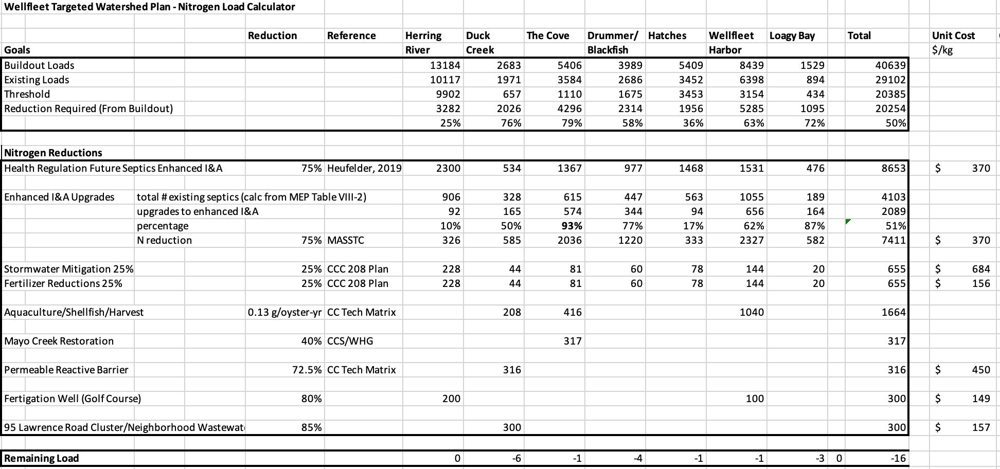 Wellfleet Targeted Watershed Plan - Nitrogen Load Calculator
Reduction Reference Herring Duck The Cove Drummer/ Hatches Wellfleet Loagy Bay Total Unit Cost
Goals River Creek Blackfish Harbor $/kg
Buildout Loads 13184 2683 5406 3989 5409 8439 1529 40639
Existing Loads 10117 1971 3584 2686 3452 6398 894 29102
Threshold 9902 657 1110 1675 3453 3154 434 20385
Reduction Required (From Buildout) 3282 2026 4296 2314 1956 5285 1095 20254
25% 76% 79% 58% 36% 63% 72% 50%
Nitrogen Reductions
Health Regulation Future Septics Enhanced I&A 75% Heufelder, 2019 2300 534 1367 977 1468 1531 476 8653 $ 370
Enhanced I&A Upgrades total # existing septics (calc from MEP Table VIII-2) 906 328 615 447 563 1055 189 4103
upgrades to enhanced I&A 92 165 574 344 94 656 164 2089
percentage 10% 50% 93% 77% 17% 62% 87% 51%
N reduction 75% MASSTC 326 585 2036 1220 333 2327 582 7411 $ 370
Stormwater Mitigation 25% 25% CCC 208 Plan 228 44 81 60 78 144 20 655 $ 684
Fertilizer Reductions 25% 25% CCC 208 Plan 228 44 81 60 78 144 20 655 $ 156
Aquaculture/Shellfish/Harvest 0.13 g/oyster-yr CC Tech Matrix 208 416 1040 1664
Mayo Creek Restoration 40% CCS/WHG 317 317
Permeable Reactive Barrier 72.5% CC Tech Matrix 316 316 $ 450
Fertigation Well (Golf Course) 80% 200 100 300 $ 149
95 Lawrence Road Cluster/Neighborhood Wastewat 85% 300 300 $ 157
Remaining Load 0 -6 -1 -4 -1 -1 -3 0 -16